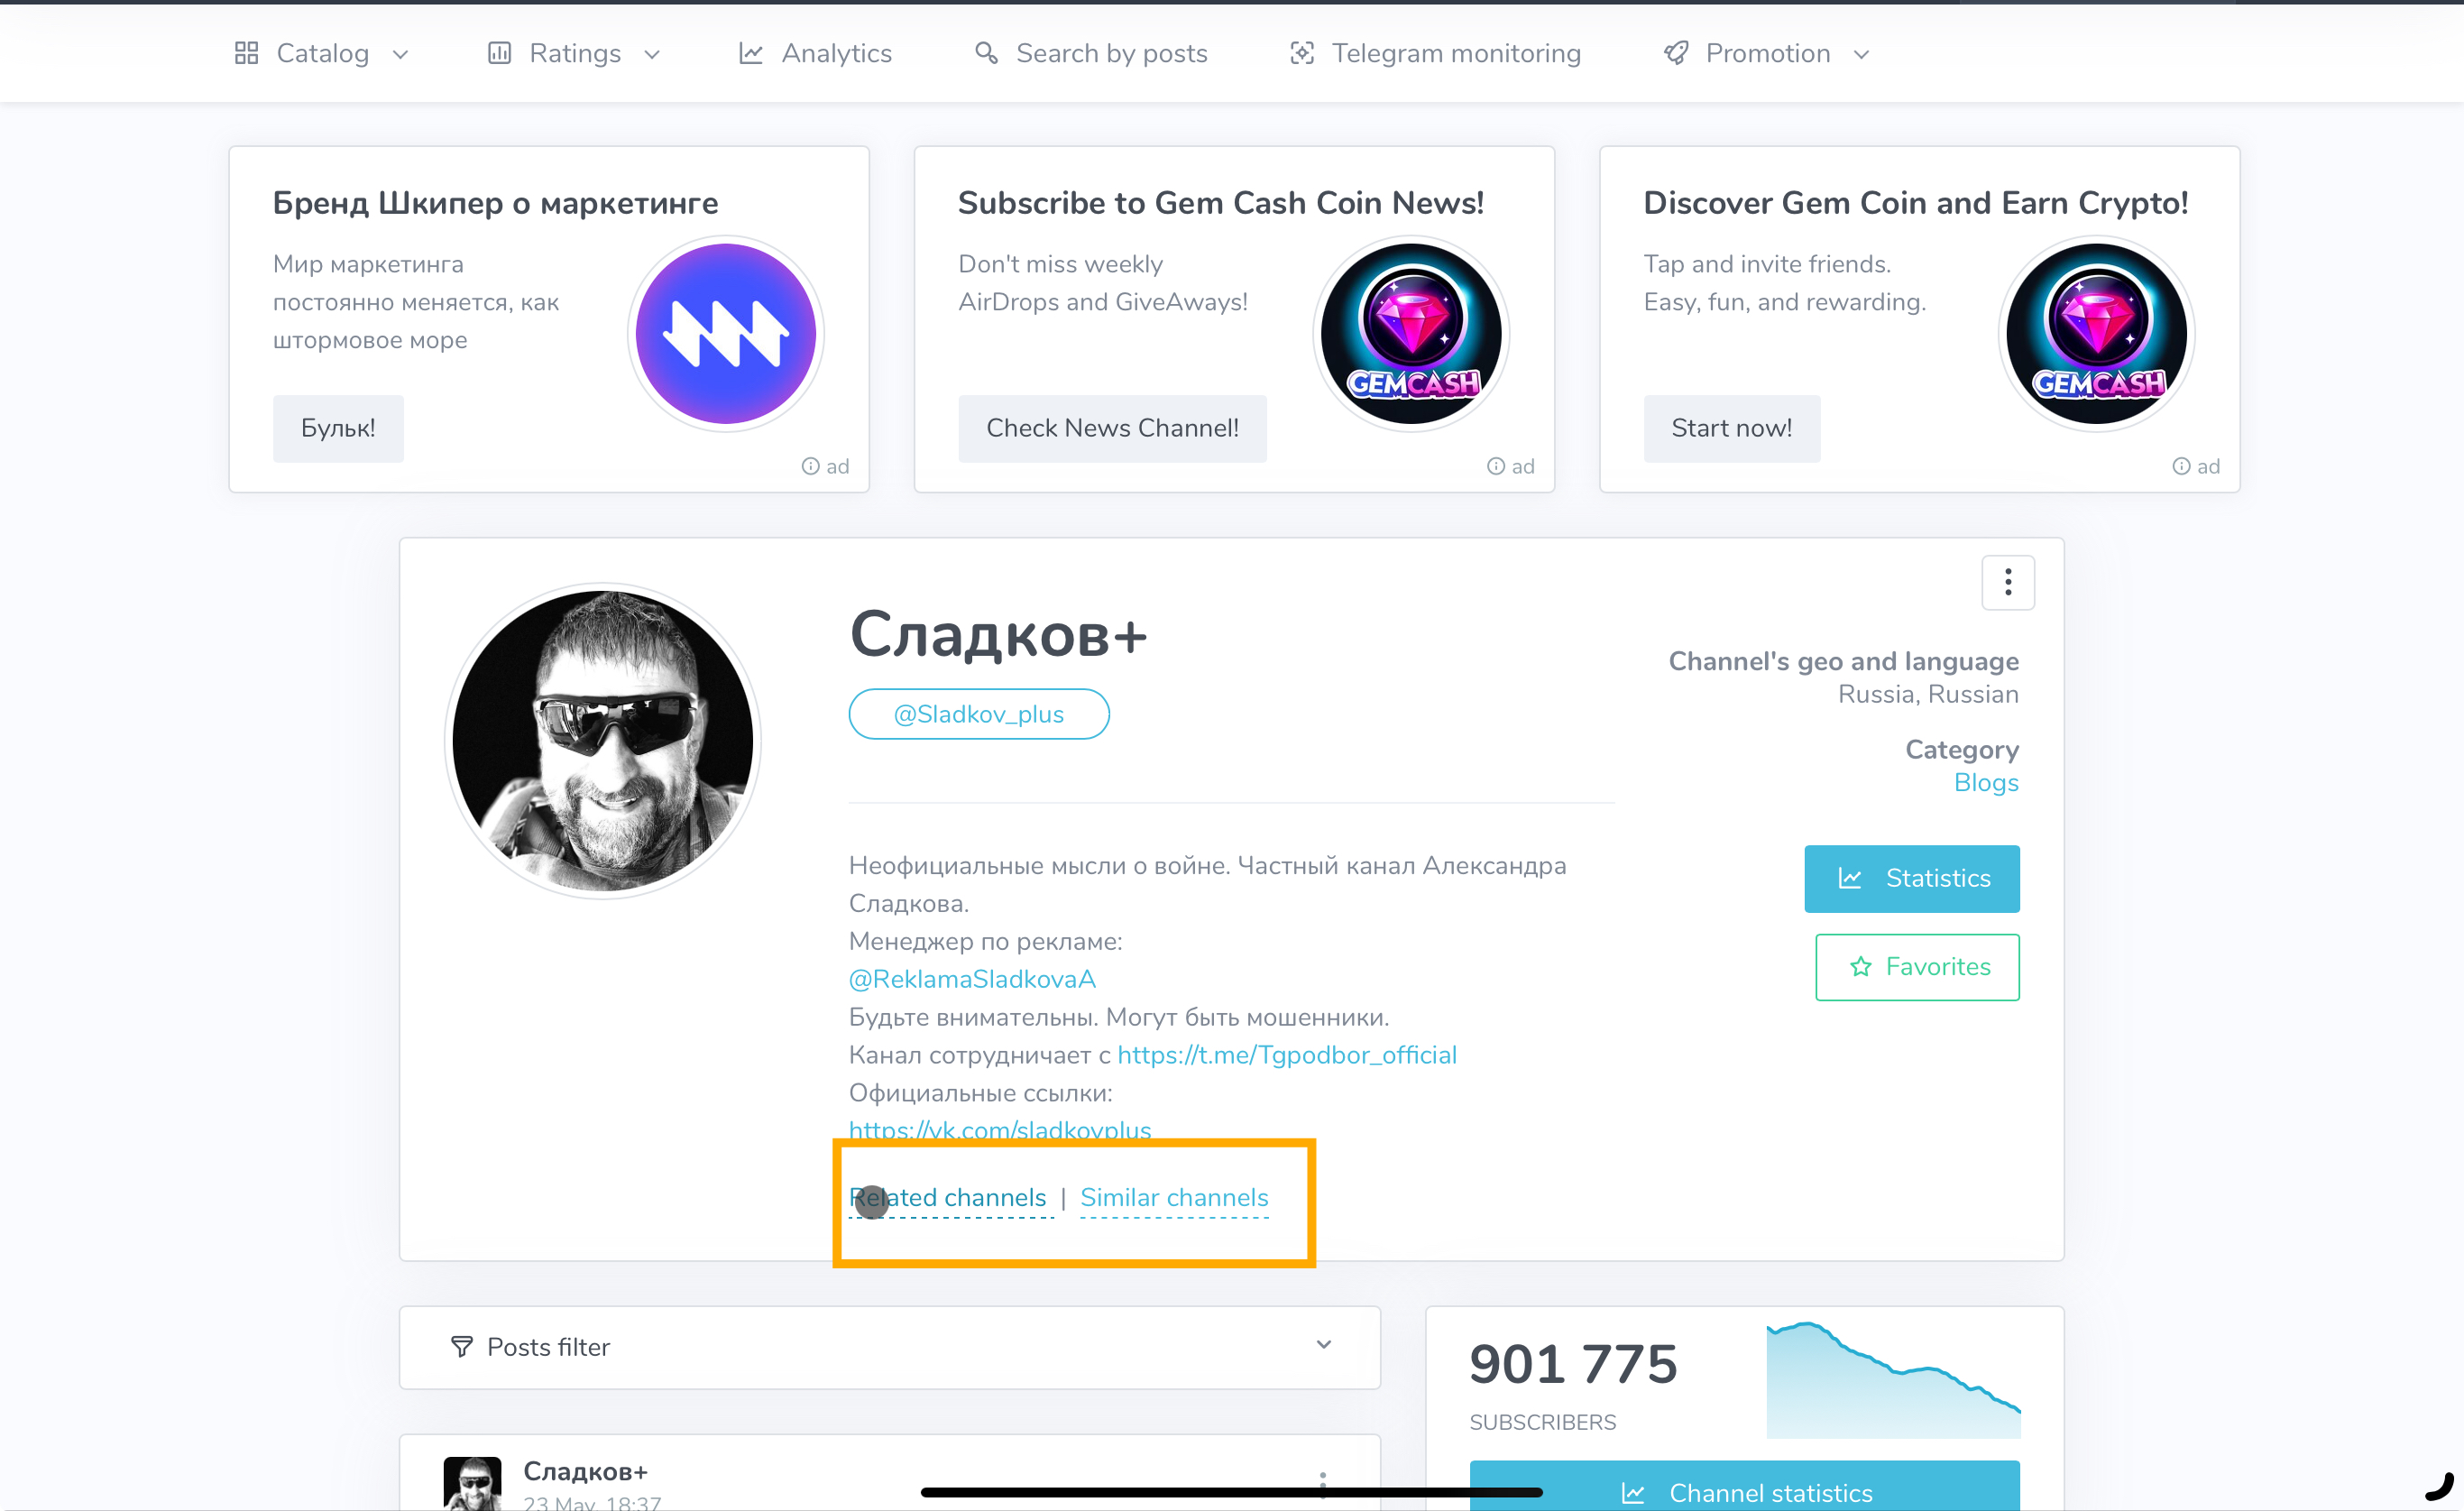 Catalog Ratings Analytics Search by posts Telegram monitoring Promotion
Бренд Шкипер о маркетинге
Мир маркетинга
постоянно меняется, как
штормовое море
Бульк!
ad
Subscribe to Gem Cash Coin News!
Don't miss weekly
AirDrops and GiveAways!
GEMCASH
Check News Channel!
ad
Discover Gem Coin and Earn Crypto!
Tap and invite friends.
Easy, fun, and rewarding.
GEMCASH
Start now!
ad
Сладков+
@Sladkov_plus
Неофициальные мысли о войне. Частный канал Александра
Сладкова.
Менеджер по рекламе:
@ReklamaSladkovaA
Будьте внимательны. Могут быть мошенники.
Канал сотрудничает с https://t.me/Tgpodbor_official
Официальные ссылки:
https://vk.com/sladkovplus
Related channels | Similar channels
Channel's geo and language
Russia, Russian
Category
Blogs
Statistics
Favorites
Posts filter
Сладков+
23 May, 18:37
901 775
SUBSCRIBERS
Channel statistics